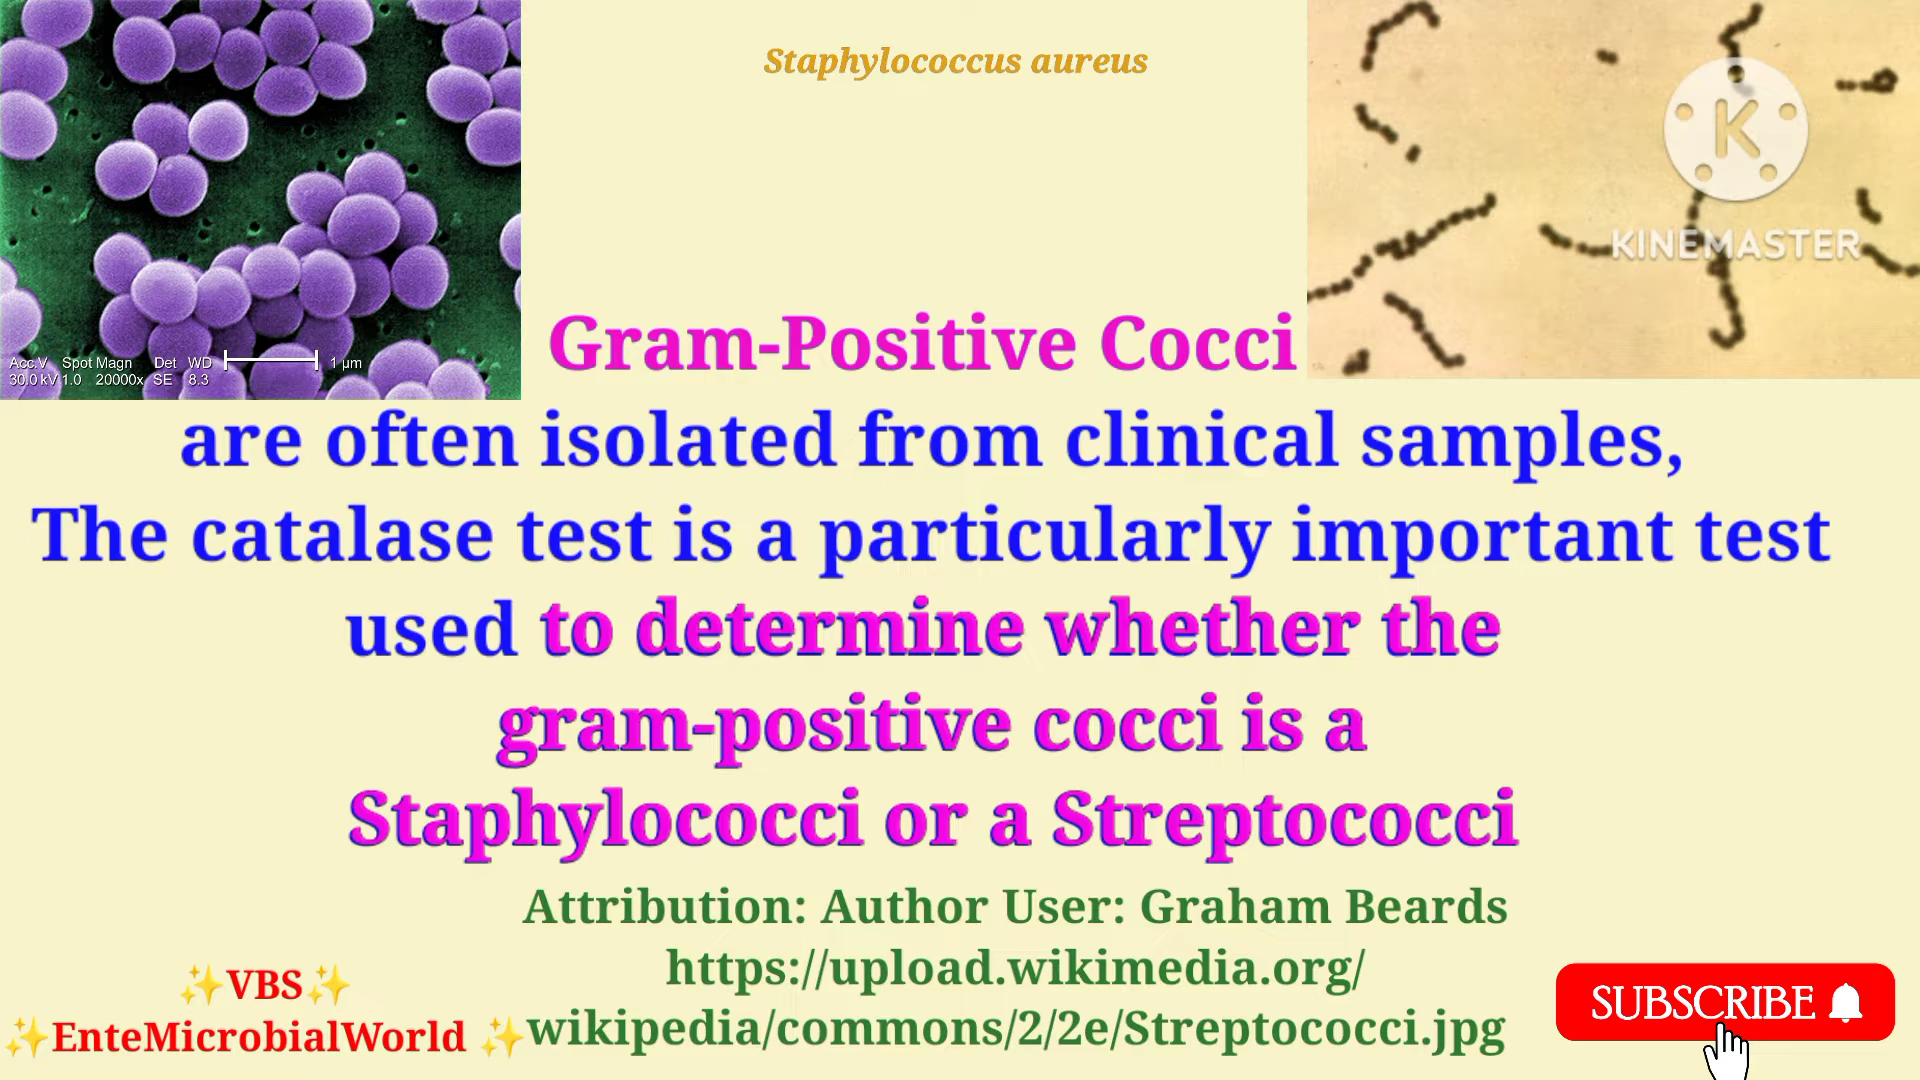 Staphylococcus aureus
KINEMASTER
Acc.V Spot Magn Det WD 1 µm
30.0 kV 1.0 20000x SE 8.3
Gram-Positive Cocci
are often isolated from clinical samples,
The catalase test is a particularly important test
used to determine whether the
gram-positive cocci is a
Staphylococci or a Streptococci
Attribution: Author User: Graham Beards
https://upload.wikimedia.org/
wikipedia/commons/2/2e/Streptococci.jpg
✨VBS✨
✨EnteMicrobialWorld ✨
SUBSCRIBE